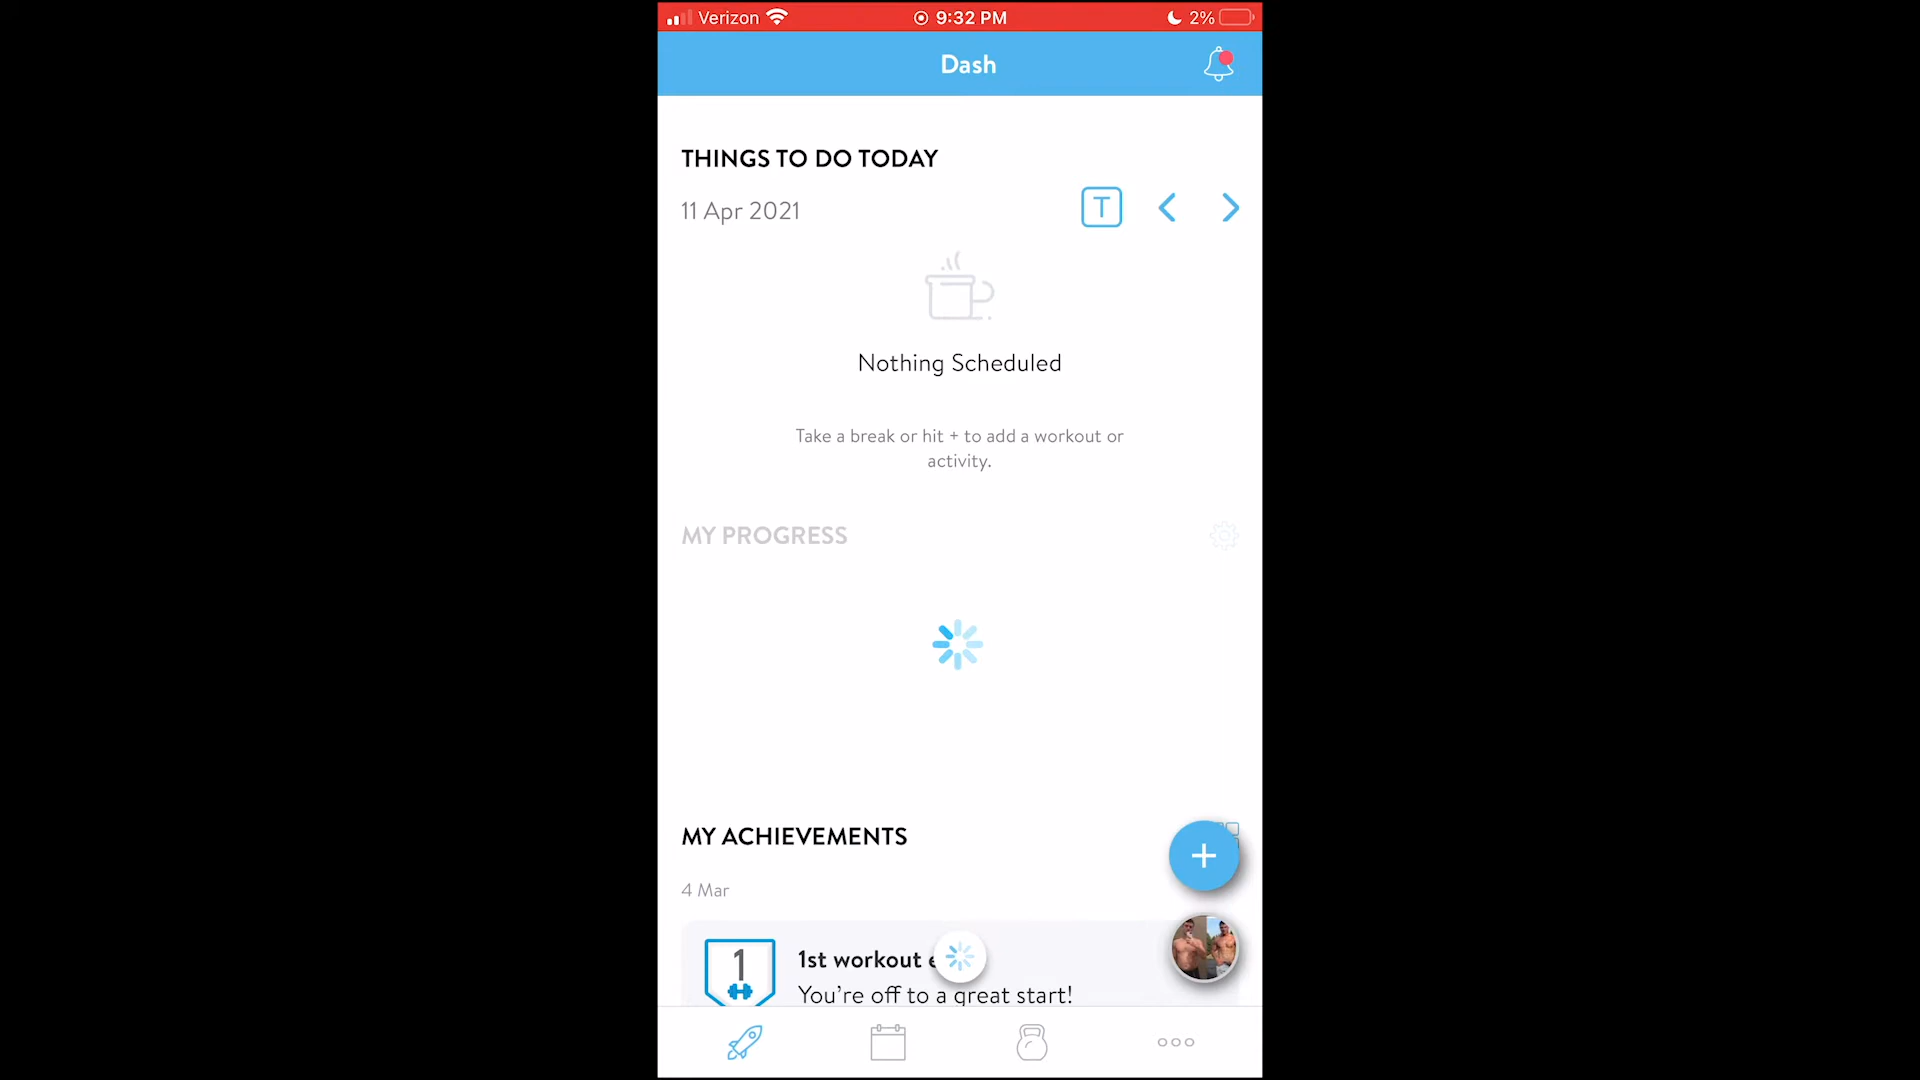 Verizon 9:32 PM 2%
Dash
THINGS TO DO TODAY
11 Apr 2021 T
Nothing Scheduled
Take a break or hit + to add a workout or
activity.
MY PROGRESS
MY ACHIEVEMENTS
+
4 Mar
1
1st workout
You're off to a great start!